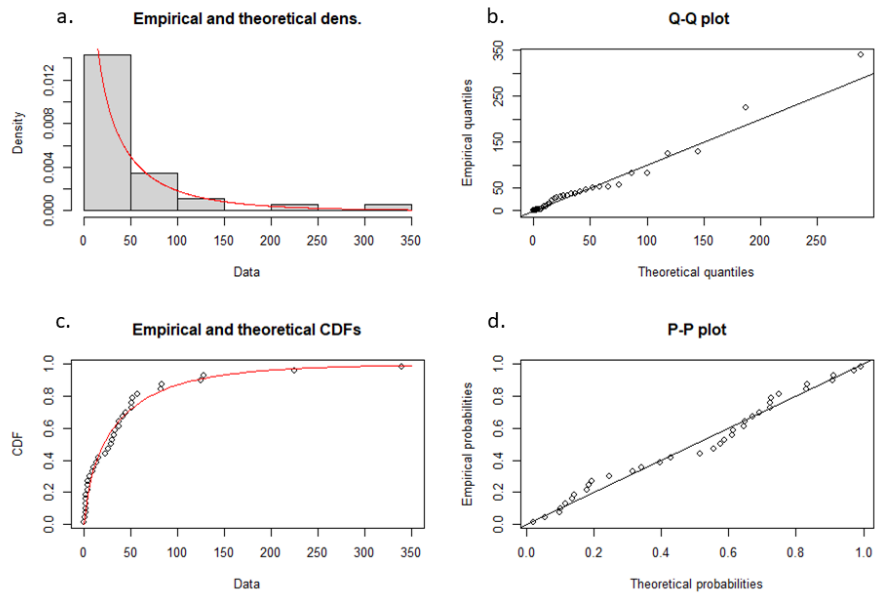 a. Empirical and theoretical dens.
Density
0.000 0.004 0.008 0.012
0 50 100 150 200 250 300 350
Data
b. Q-Q plot
Empirical quantiles
0 50 150 250 350
0 50 100 150 200 250
Theoretical quantiles
c. Empirical and theoretical CDFs
CDF
0.0 0.2 0.4 0.6 0.8 1.0
0 50 100 150 200 250 300 350
Data
d. P-P plot
Empirical probabilities
0.0 0.2 0.4 0.6 0.8 1.0
0.0 0.2 0.4 0.6 0.8 1.0
Theoretical probabilities